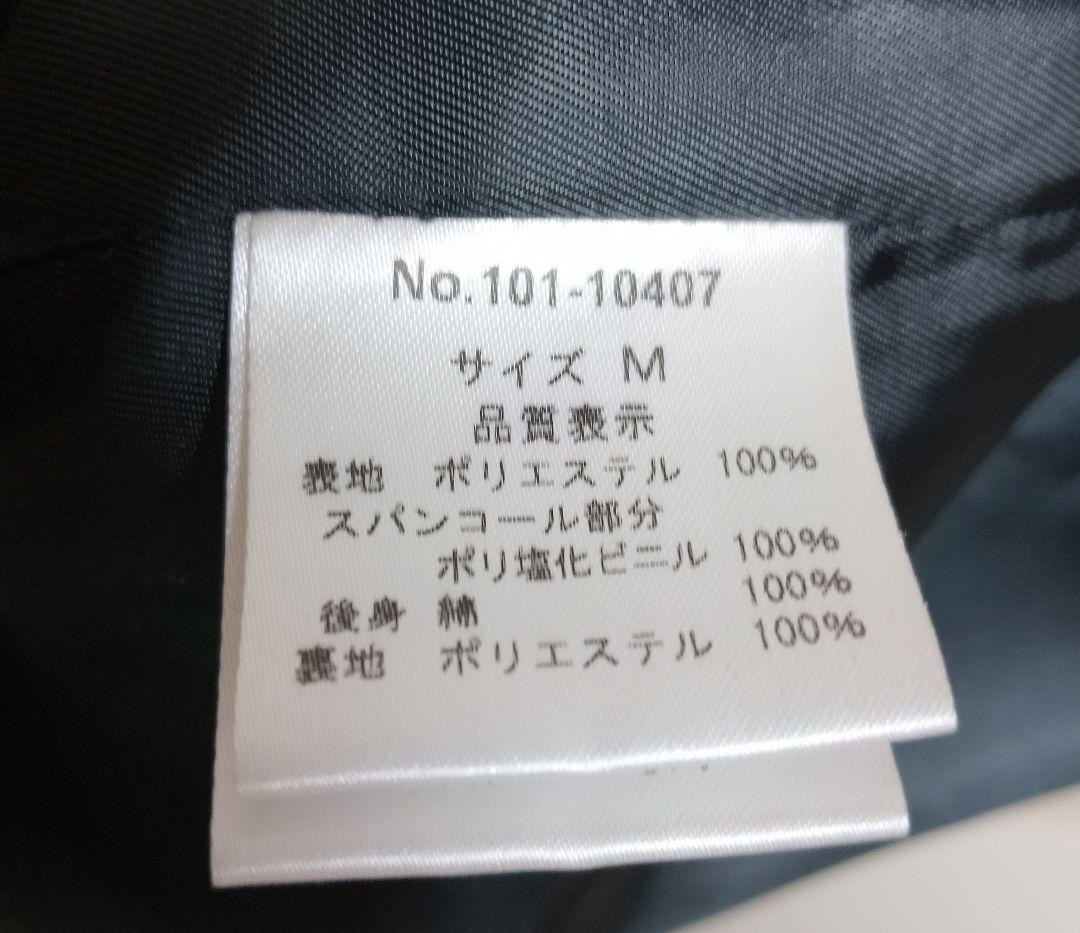 No.101-10407
サイズ M
品質表示
表地 ポリエステル 100%
スパンコール部分
ポリ塩化ビニル 100%
後身 綿 100%
裏地 ポリエステル 100%